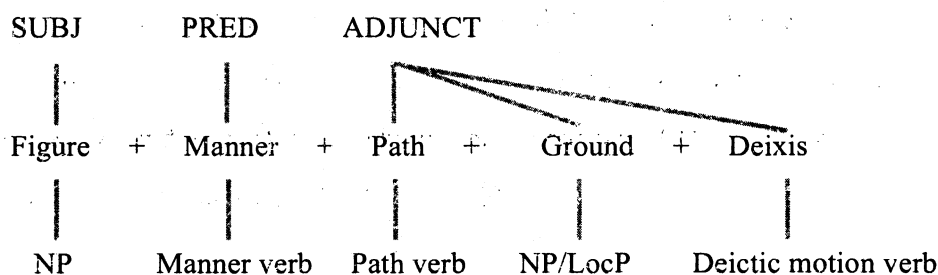 SUBJ PRED ADJUNCT
Figure + Manner + Path + Ground + Deixis
NP Manner verb Path verb NP/LocP Deictic motion verb